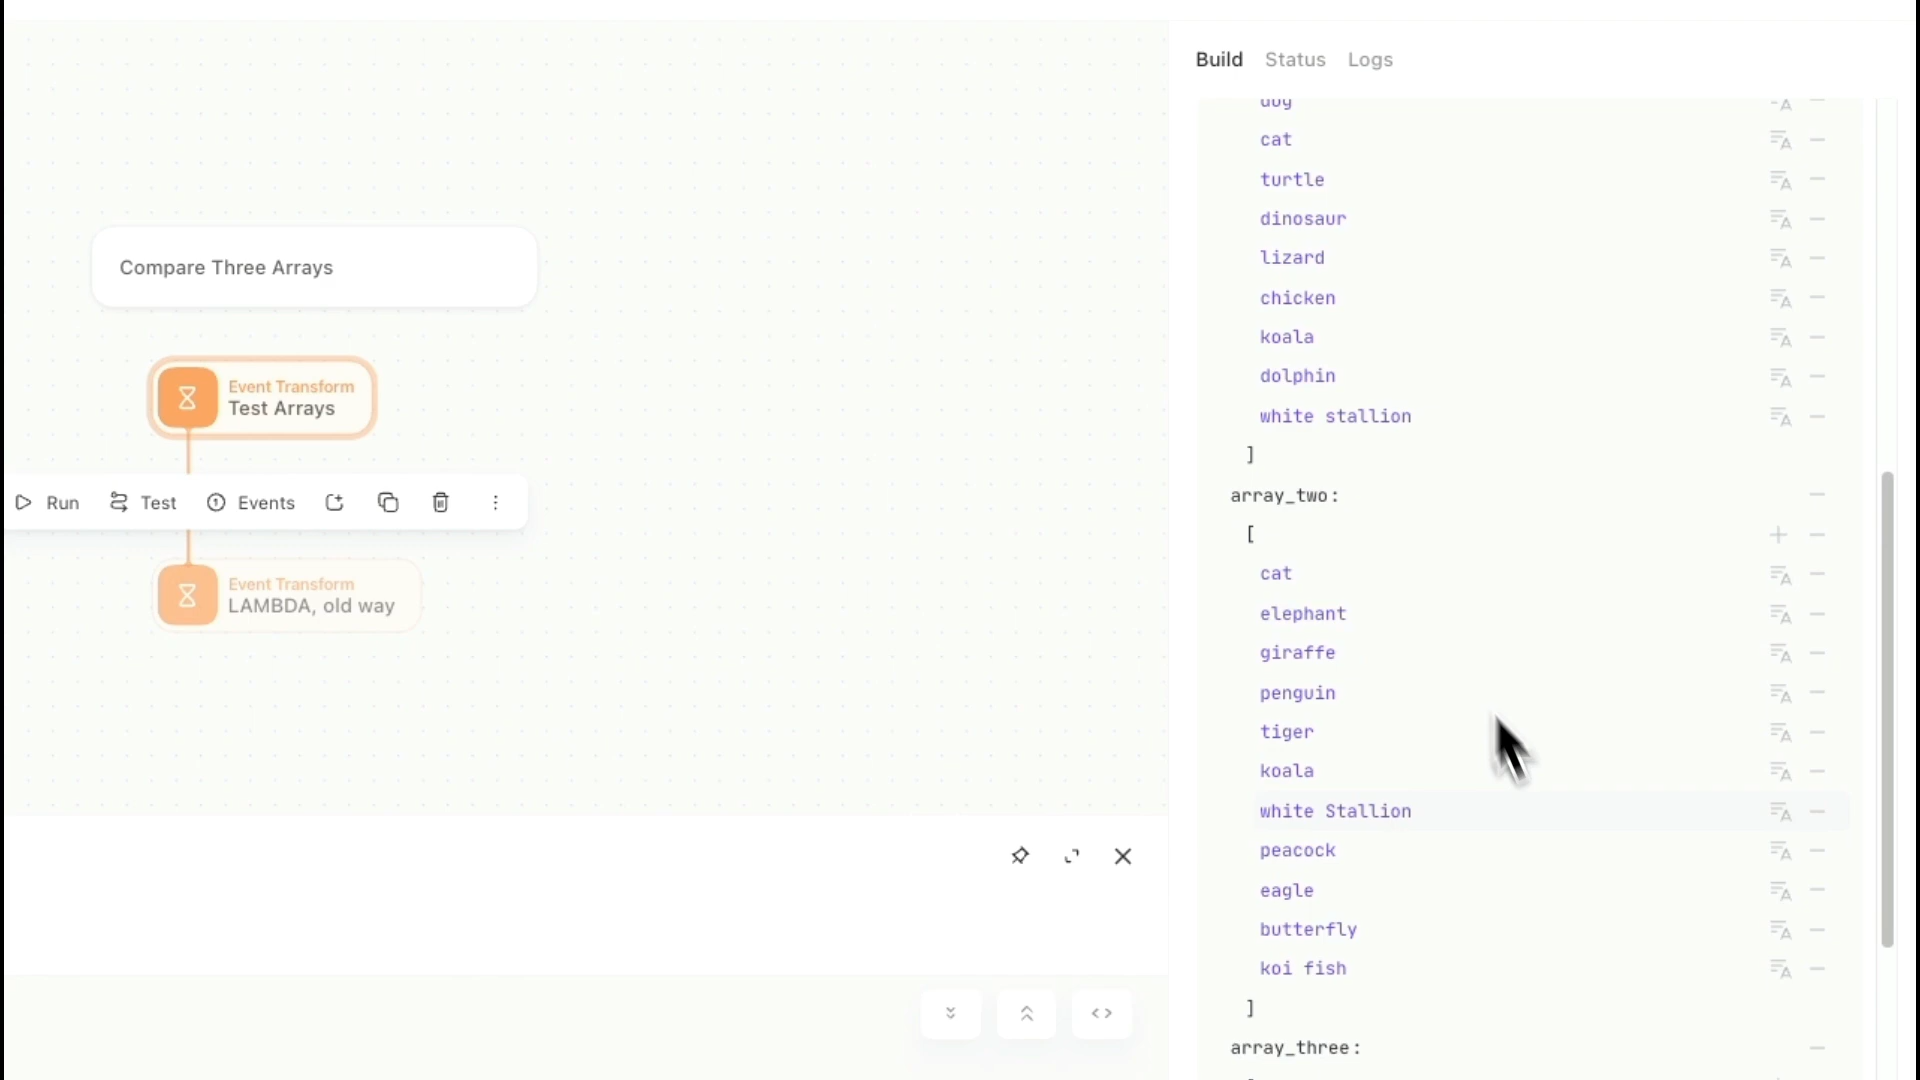 Build Status Logs
dog
cat
turtle
dinosaur
lizard
chicken
koala
dolphin
white stallion
]
array_two:
[
cat
elephant
giraffe
penguin
tiger
koala
white Stallion
peacock
eagle
butterfly
koi fish
]
array_three:
Compare Three Arrays
Event Transform
Test Arrays
Run Test Events
Event Transform
LAMBDA, old way